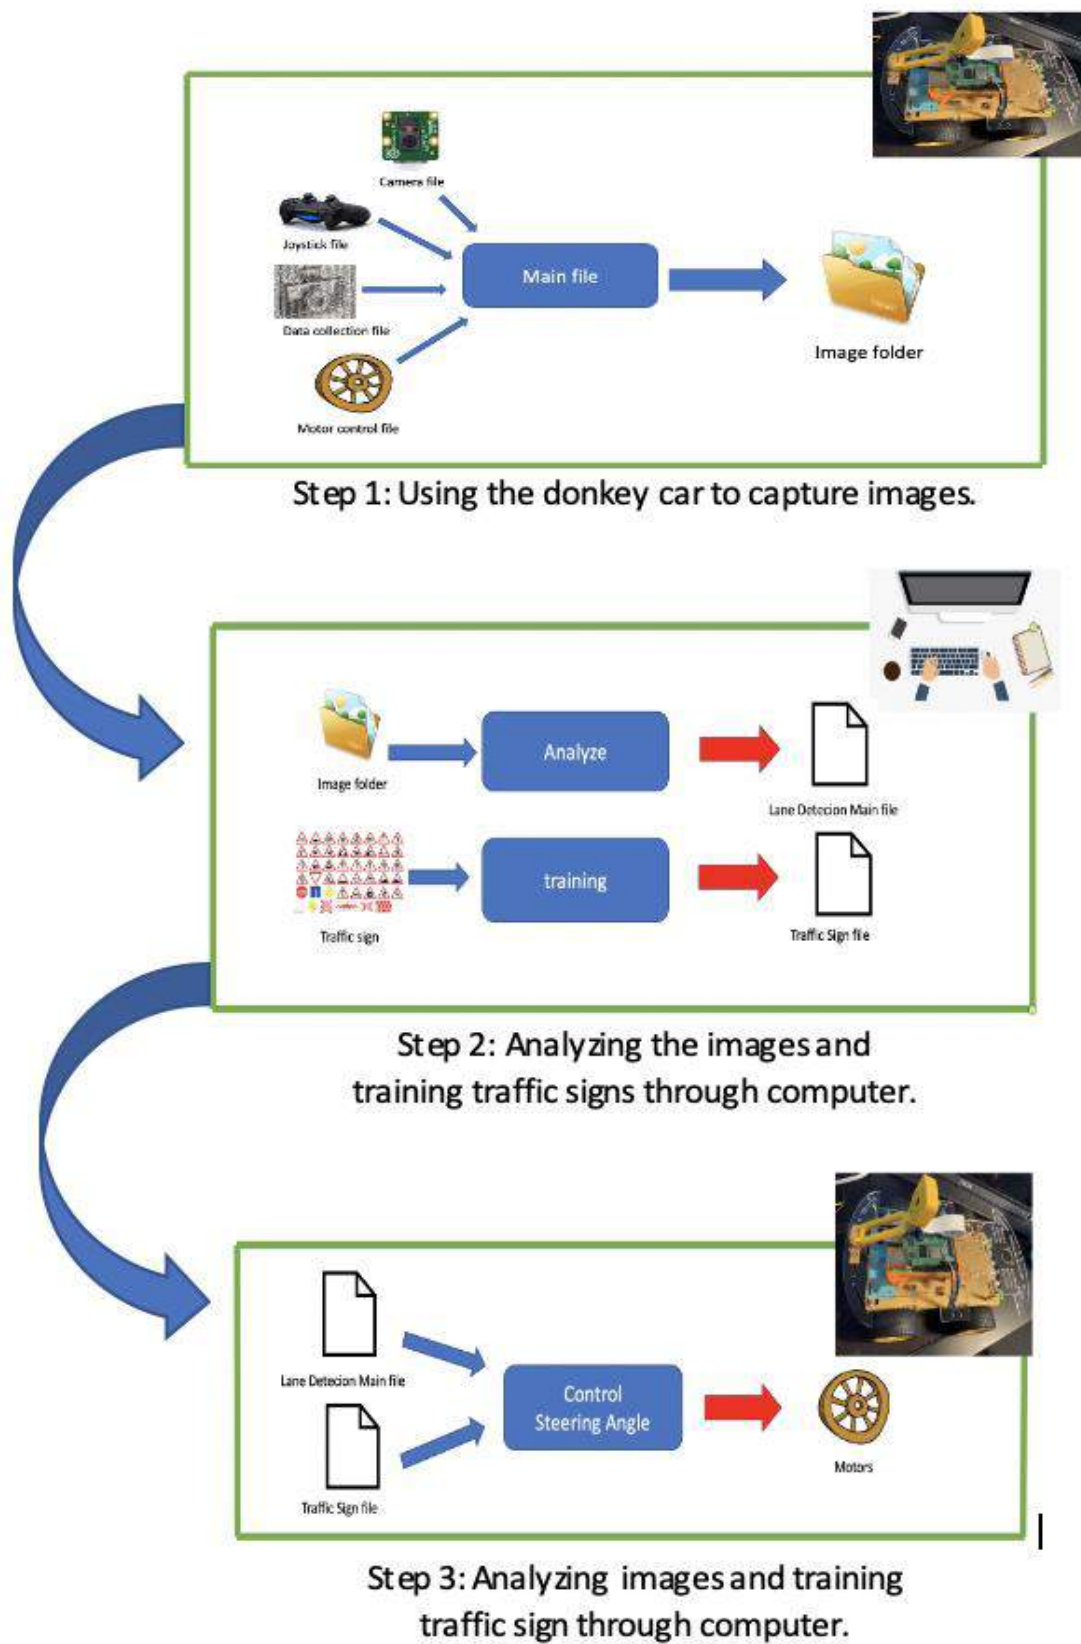 Camera file
Joystick file
Data collection file
Motor control file
Main file
Image folder
Step 1: Using the donkey car to capture images.
Image folder
Analyze
Lane Detecion Main file
Traffic sign
training
Traffic Sign file
Step 2: Analyzing the images and
training traffic signs through computer.
Lane Detecion Main file
Traffic Sign file
Control
Steering Angle
Motors
Step 3: Analyzing images and training
traffic sign through computer.